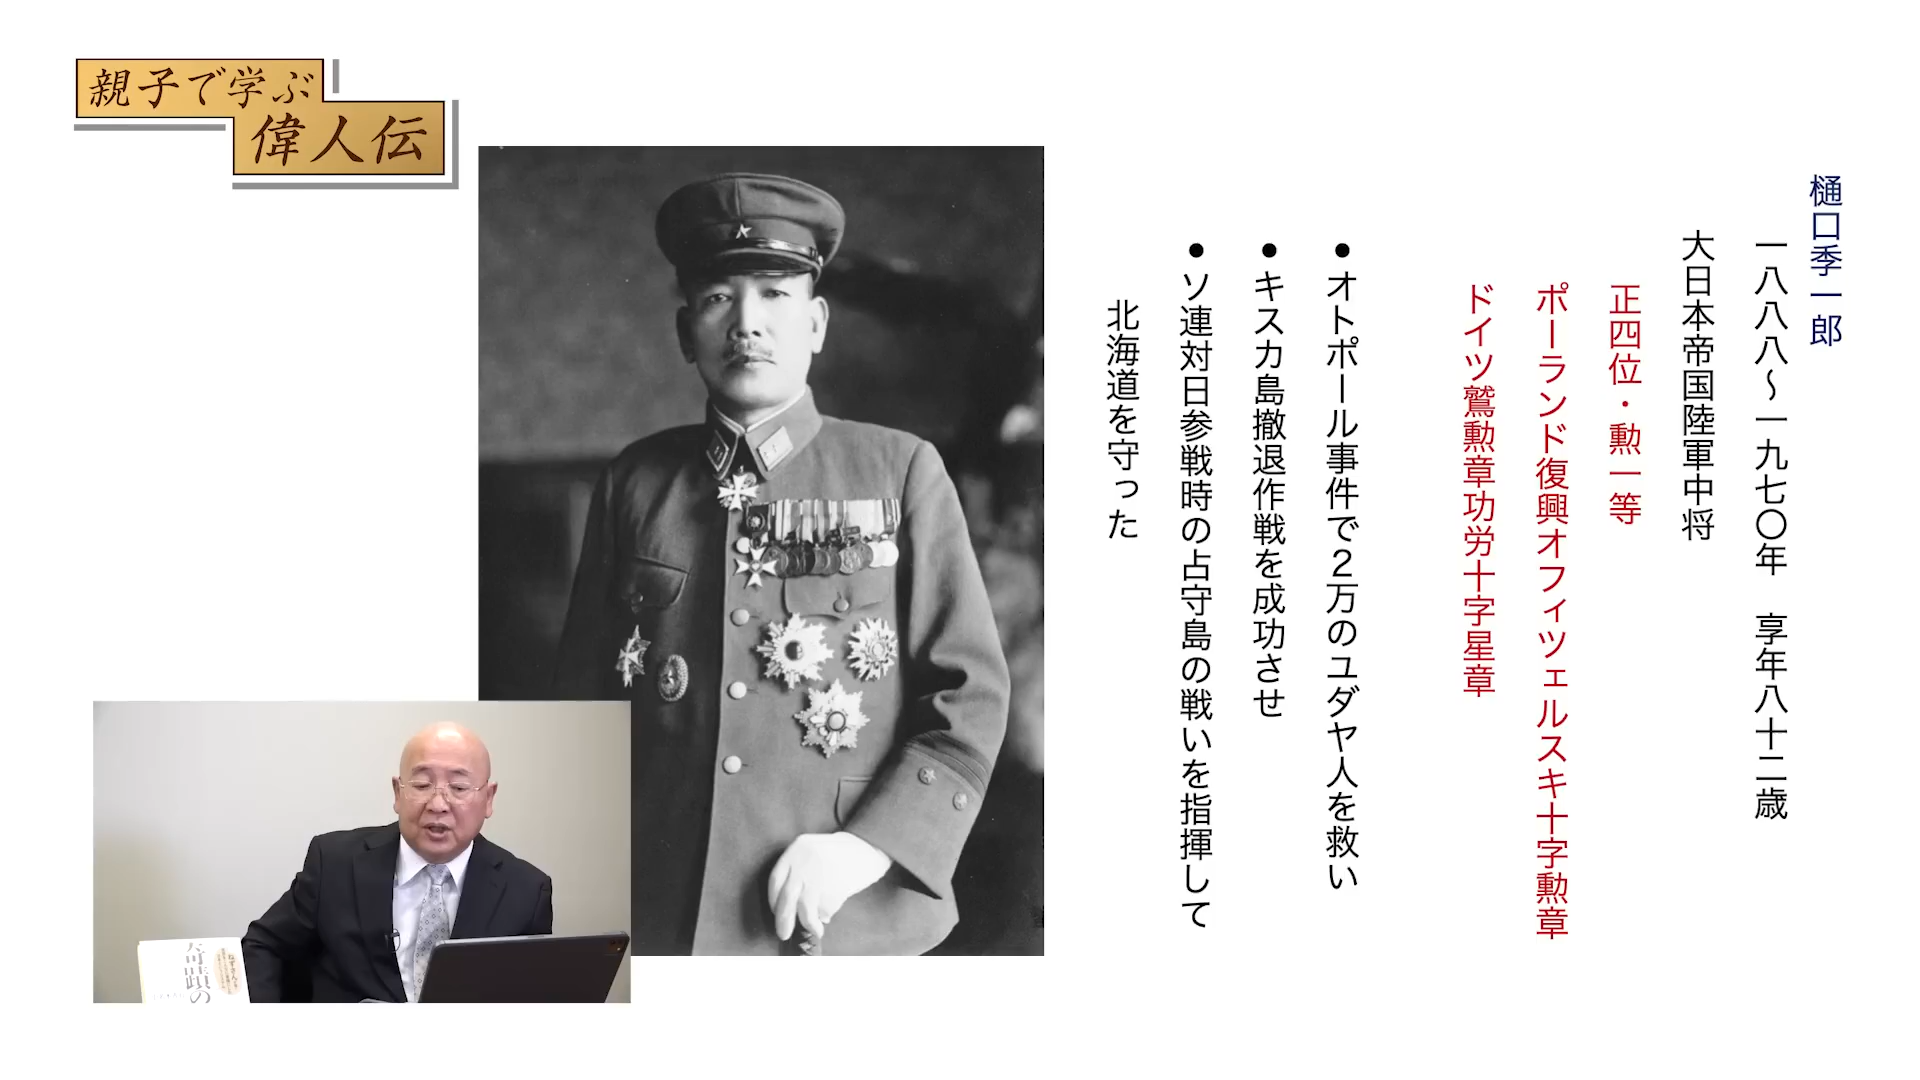 親子で学ぶ
偉人伝
樋口季一郎
一八八八〜一九七〇年　享年八十二歳
大日本帝国陸軍中将
正四位・勲一等
ポーランド復興オフィツェルスキ十字勲章
ドイツ鷲勲章功労十字星章
●オトポール事件で２万のユダヤ人を救い
●キスカ島撤退作戦を成功させ
●ソ連対日参戦時の占守島の戦いを指揮して
北海道を守った
奇蹟の